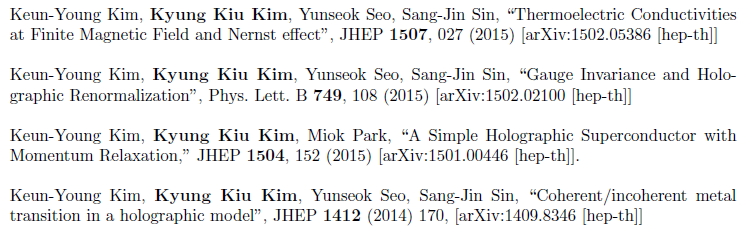 Keun-Young Kim, Kyung Kiu Kim, Yunseok Seo, Sang-Jin Sin, “Thermoelectric Conductivities
at Finite Magnetic Field and Nernst effect”, JHEP 1507, 027 (2015) [arXiv:1502.05386 [hep-th]]
Keun-Young Kim, Kyung Kiu Kim, Yunseok Seo, Sang-Jin Sin, “Gauge Invariance and Holo-
graphic Renormalization”, Phys. Lett. B 749, 108 (2015) [arXiv:1502.02100 [hep-th]]
Keun-Young Kim, Kyung Kiu Kim, Miok Park, “A Simple Holographic Superconductor with
Momentum Relaxation,” JHEP 1504, 152 (2015) [arXiv:1501.00446 [hep-th]].
Keun-Young Kim, Kyung Kiu Kim, Yunseok Seo, Sang-Jin Sin, “Coherent/incoherent metal
transition in a holographic model”, JHEP 1412 (2014) 170, [arXiv:1409.8346 [hep-th]]